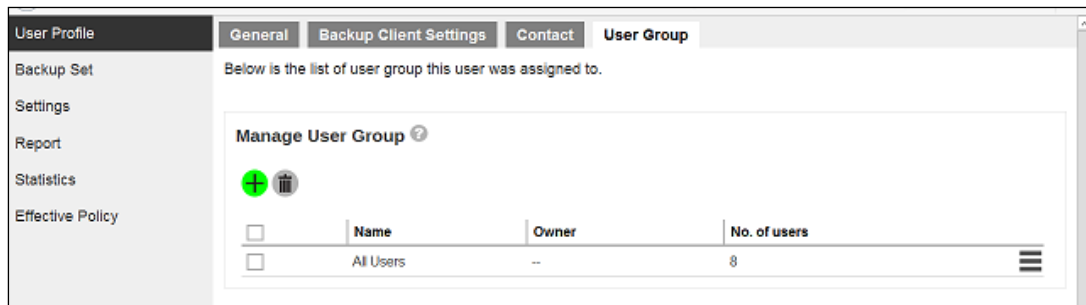 User Profile
General Backup Client Settings Contact User Group
Backup Set
Below is the list of user group this user was assigned to.
Settings
Report
Manage User Group ?
Statistics
Effective Policy
Name Owner No. of users
All Users -- 8